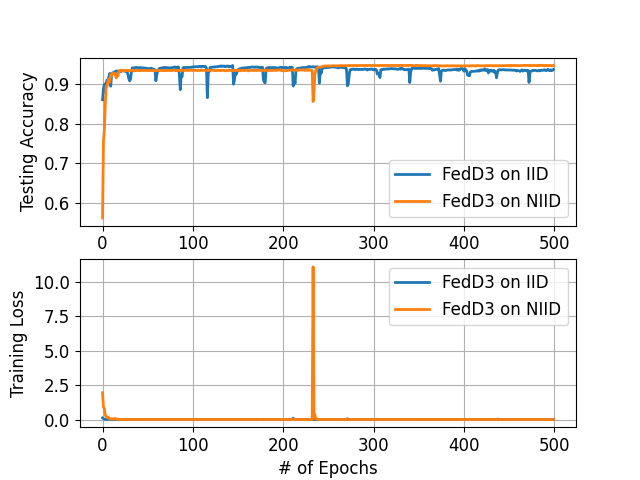 Testing Accuracy
0.9
0.8
0.7
0.6
FedD3 on IID
FedD3 on NIID
0 100 200 300 400 500
Training Loss
10.0
7.5
5.0
2.5
0.0
FedD3 on IID
FedD3 on NIID
0 100 200 300 400 500
# of Epochs